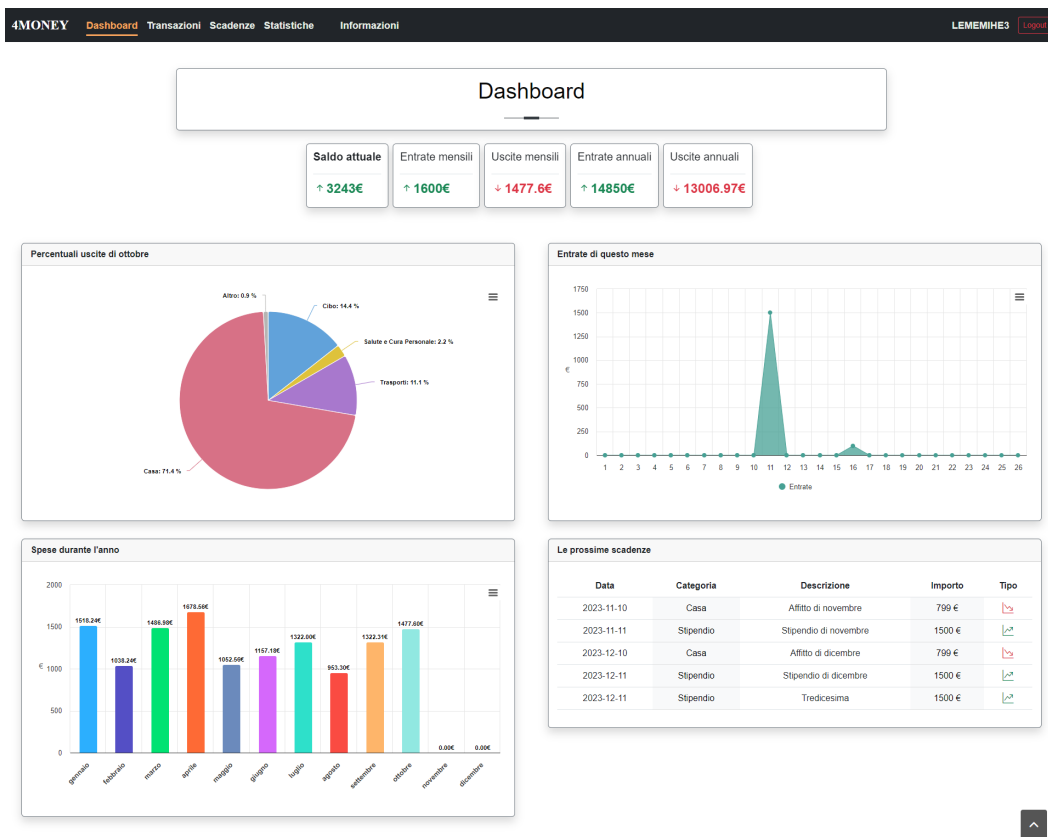 4MONEY Dashboard Transazioni Scadenze Statistiche Informazioni LEMEMIHE3 Logout
Dashboard
Saldo attuale Entrate mensili Uscite mensili Entrate annuali Uscite annuali
↑ 3243€ ↑ 1600€ ↓ 1477.6€ ↑ 14850€ ↓ 13006.97€
Percentuali uscite di ottobre
Altro: 0.9 %
Cibo: 14.4 %
Salute e Cura Personale: 2.2 %
Trasporti: 11.1 %
Casa: 71.4 %
Entrate di questo mese
1750
1500
1250
1000
€
750
500
250
0
1 2 3 4 5 6 7 8 9 10 11 12 13 14 15 16 17 18 19 20 21 22 23 24 25 26
Entrate
Spese durante l'anno
2000
1500
€
1000
500
0
1518.24€ 1038.24€ 1486.98€ 1678.56€ 1052.56€ 1157.18€ 1322.00€ 953.30€ 1322.31€ 1477.60€ 0.00€ 0.00€
gennaio febbraio marzo aprile maggio giugno luglio agosto settembre ottobre novembre dicembre
Le prossime scadenze
Data Categoria Descrizione Importo Tipo
2023-11-10 Casa Affitto di novembre 799 €
2023-11-11 Stipendio Stipendio di novembre 1500 €
2023-12-10 Casa Affitto di dicembre 799 €
2023-12-11 Stipendio Stipendio di dicembre 1500 €
2023-12-11 Stipendio Tredicesima 1500 €